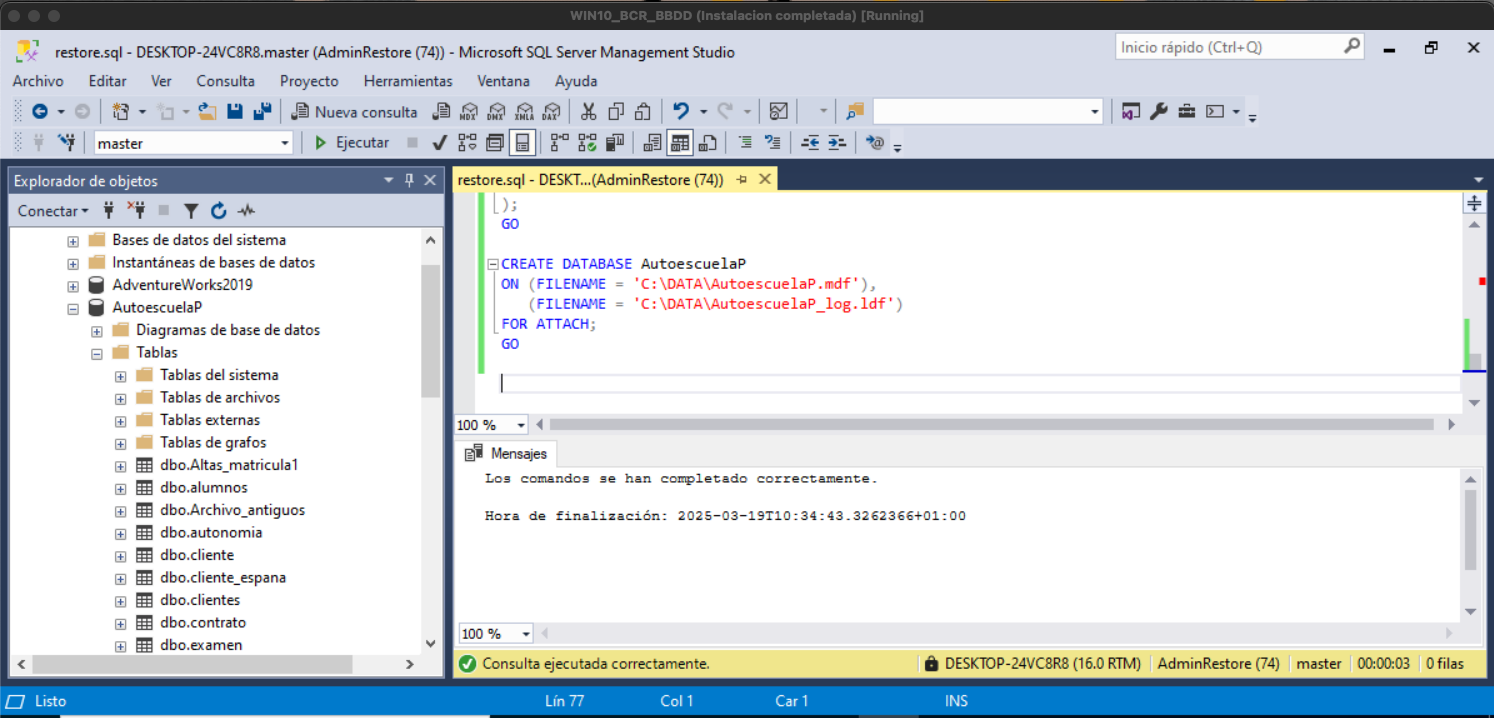 WIN10_BCR_BBDD (Instalacion completada) [Running]
restore.sql - DESKTOP-24VC8R8.master (AdminRestore (74)) - Microsoft SQL Server Management Studio
Inicio rápido (Ctrl+Q)
Archivo Editar Ver Consulta Proyecto Herramientas Ventana Ayuda
Nueva consulta MDX DMX XMLA DAX
master Ejecutar
Explorador de objetos
Conectar
Bases de datos del sistema
Instantáneas de bases de datos
AdventureWorks2019
AutoescuelaP
Diagramas de base de datos
Tablas
Tablas del sistema
Tablas de archivos
Tablas externas
Tablas de grafos
dbo.Altas_matricula1
dbo.alumnos
dbo.Archivo_antiguos
dbo.autonomia
dbo.cliente
dbo.cliente_espana
dbo.clientes
dbo.contrato
dbo.examen
restore.sql - DESKT...(AdminRestore (74))
);
GO
CREATE DATABASE AutoescuelaP
ON (FILENAME = 'C:\DATA\AutoescuelaP.mdf'),
(FILENAME = 'C:\DATA\AutoescuelaP_log.ldf')
FOR ATTACH;
GO
100 %
Mensajes
Los comandos se han completado correctamente.
Hora de finalización: 2025-03-19T10:34:43.3262366+01:00
100 %
Consulta ejecutada correctamente. DESKTOP-24VC8R8 (16.0 RTM) AdminRestore (74) master 00:00:03 0 filas
Listo Lín 77 Col 1 Car 1 INS